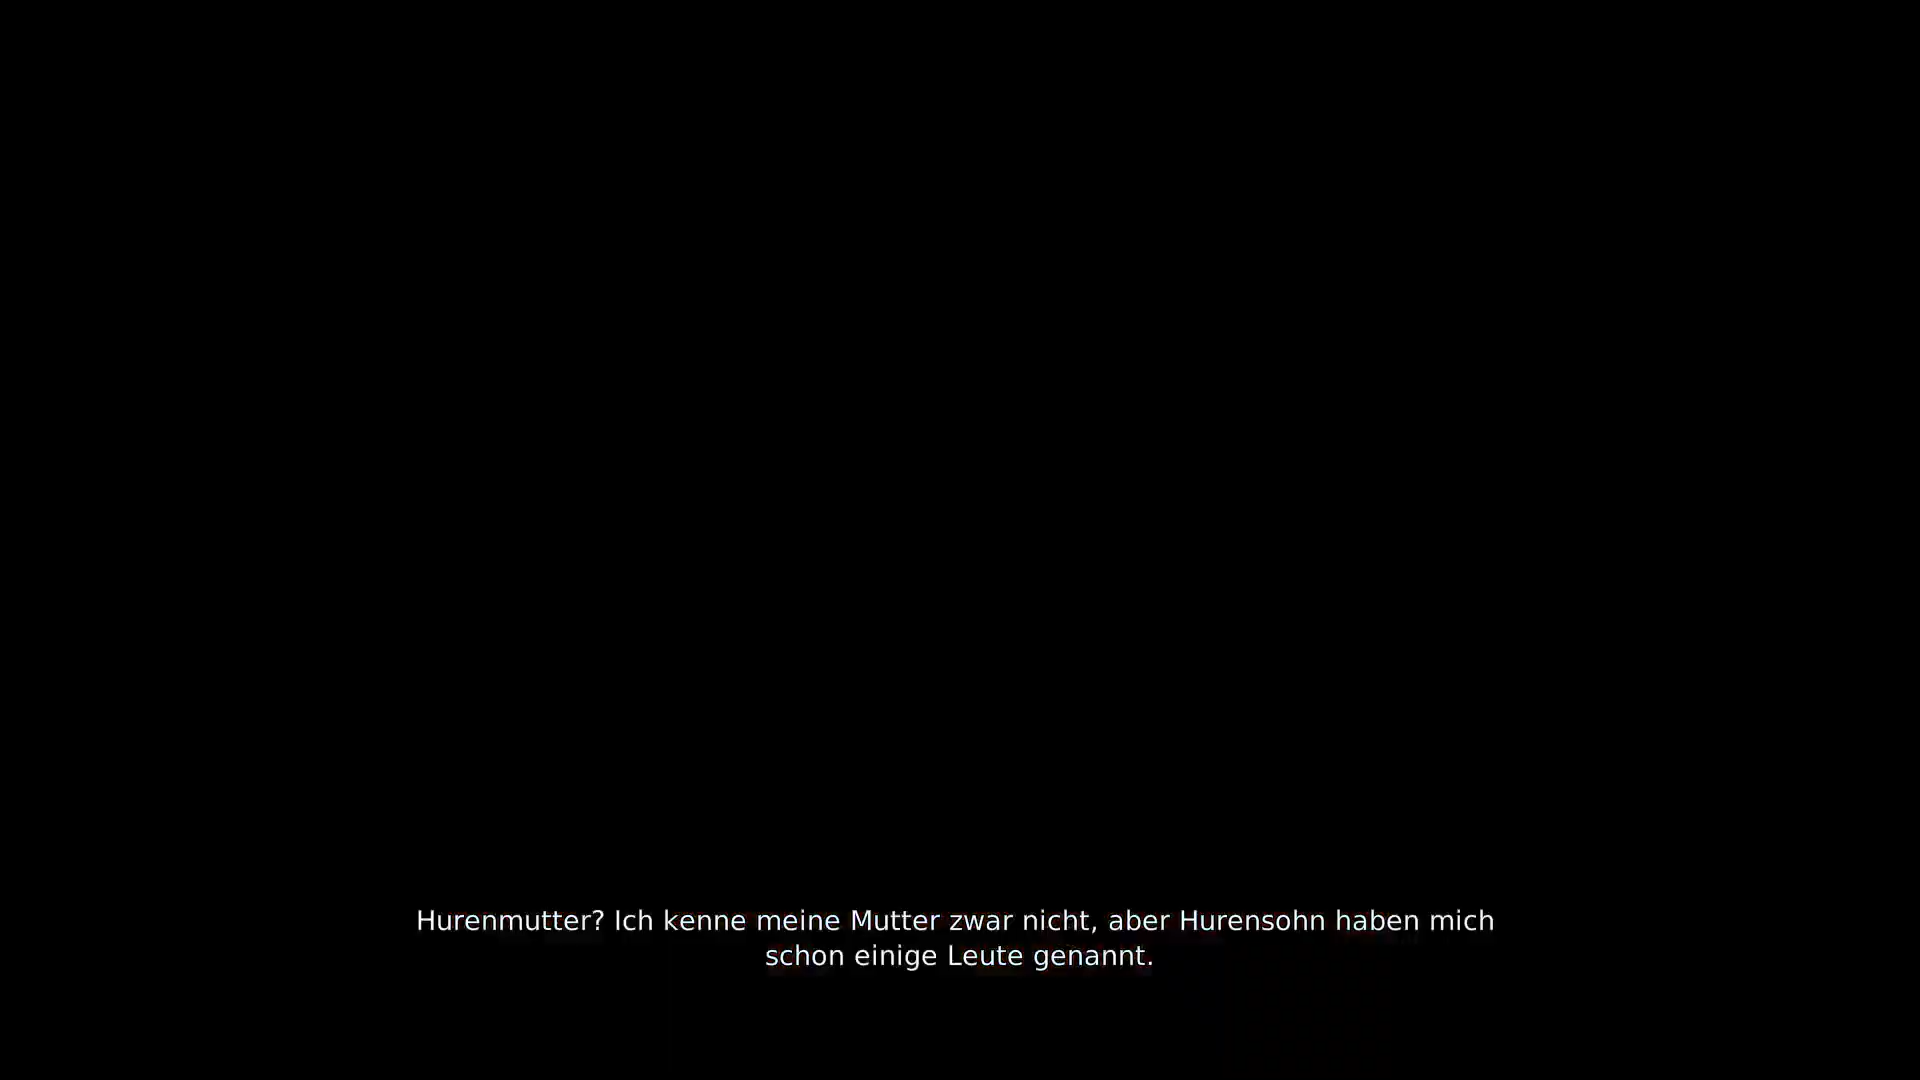 Hurenmutter? Ich kenne meine Mutter zwar nicht, aber Hurensohn haben mich
schon einige Leute genannt.